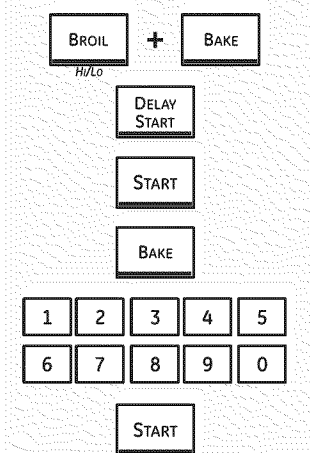 BROIL + BAKE
Hi/Lo
DELAY
START
START
BAKE
1 2 3 4 5
6 7 8 9 0
START